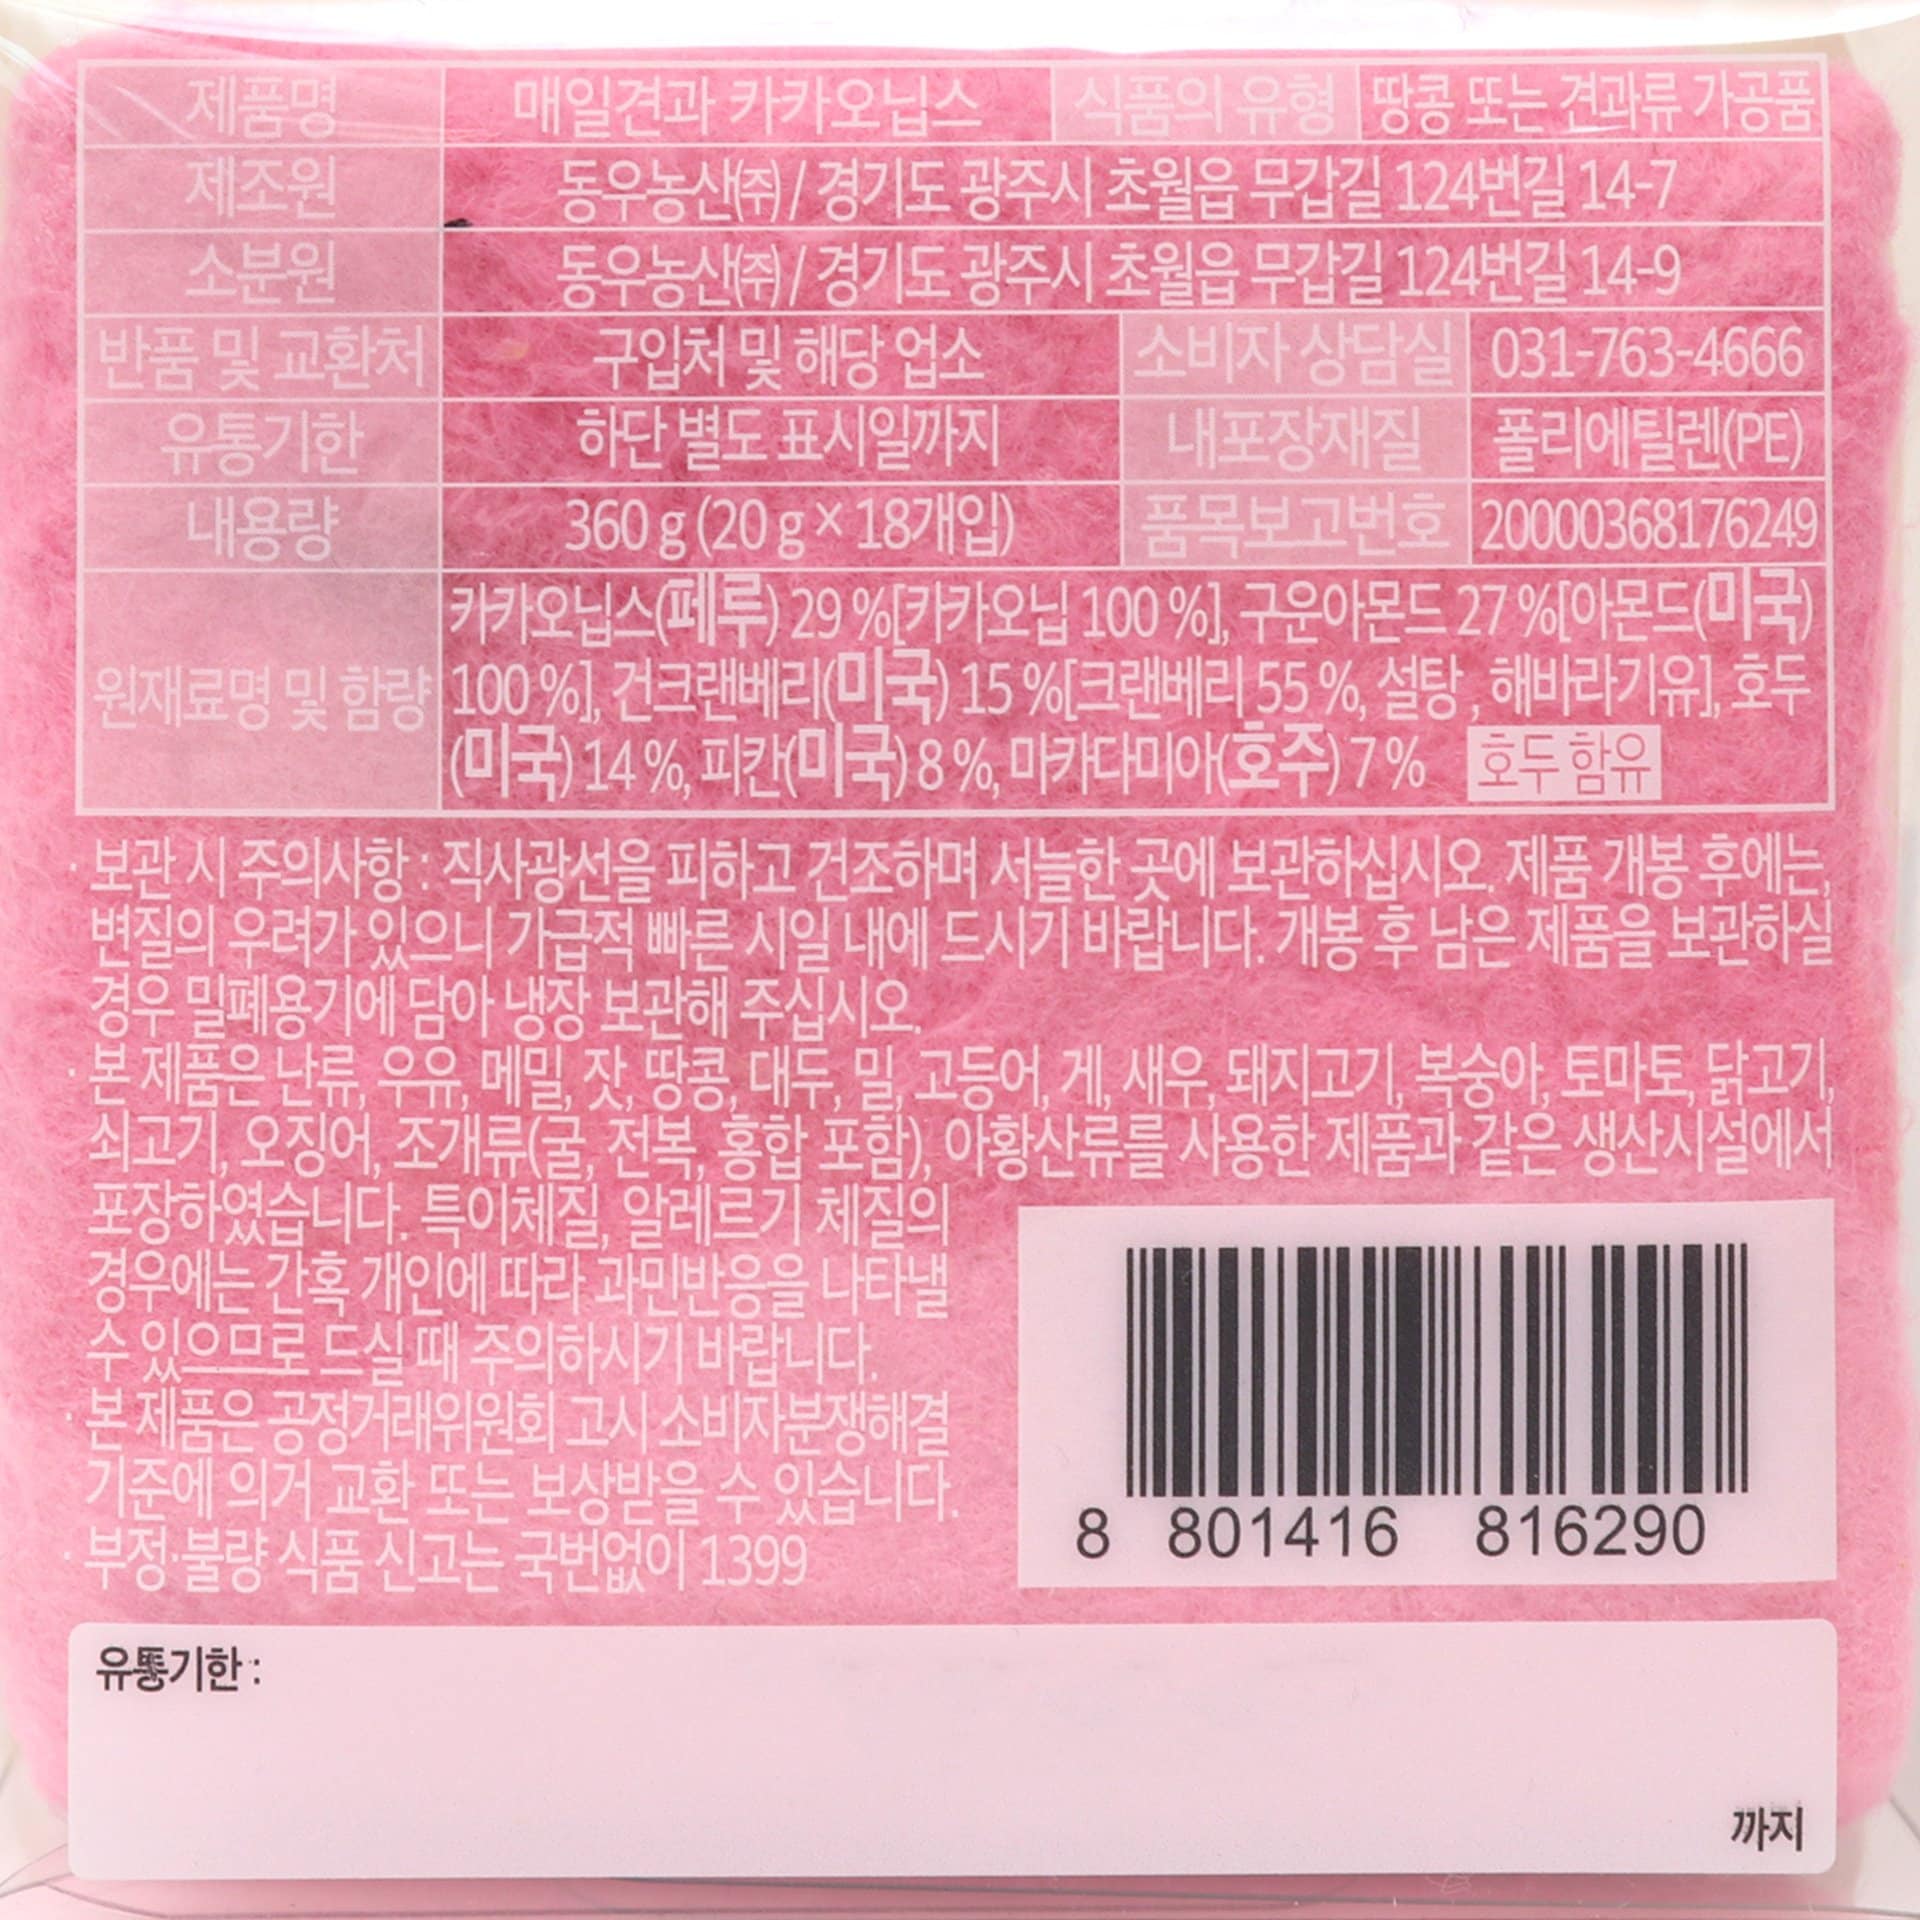 제품명 매일견과 카카오닙스 식품의 유형 땅콩 또는 견과류 가공품
제조원 동우농산㈜ / 경기도 광주시 초월읍 무갑길 124번길 14-7
소분원 동우농산㈜ / 경기도 광주시 초월읍 무갑길 124번길 14-9
반품 및 교환처 구입처 및 해당 업소 소비자 상담실 031-763-4666
유통기한 하단 별도 표시일까지 내포장재질 폴리에틸렌(PE)
내용량 360 g (20 g × 18개입) 품목보고번호 20000368176249
원재료명 및 함량
카카오닙스(페루) 29 %[카카오닙 100 %], 구운아몬드 27 %[아몬드(미국)
100 %], 건크랜베리(미국) 15 %[크랜베리 55 %, 설탕, 해바라기유], 호두
(미국) 14 %, 피칸(미국) 8 %, 마카다미아(호주) 7 % 호두 함유
· 보관 시 주의사항 : 직사광선을 피하고 건조하며 서늘한 곳에 보관하십시오. 제품 개봉 후에는,
변질의 우려가 있으니 가급적 빠른 시일 내에 드시기 바랍니다. 개봉 후 남은 제품을 보관하실
경우 밀폐용기에 담아 냉장 보관해 주십시오.
· 본 제품은 난류, 우유, 메밀, 잣, 땅콩, 대두, 밀, 고등어, 게, 새우, 돼지고기, 복숭아, 토마토, 닭고기,
쇠고기, 오징어, 조개류(굴, 전복, 홍합 포함), 아황산류를 사용한 제품과 같은 생산시설에서
포장하였습니다. 특이체질, 알레르기 체질의
경우에는 간혹 개인에 따라 과민반응을 나타낼
수 있으므로 드실 때 주의하시기 바랍니다.
· 본 제품은 공정거래위원회 고시 소비자분쟁해결
기준에 의거 교환 또는 보상받을 수 있습니다.
· 부정·불량 식품 신고는 국번없이 1399
8 801416 816290
유통기한 :
까지